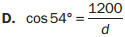 D. cos 54° = 1200/d